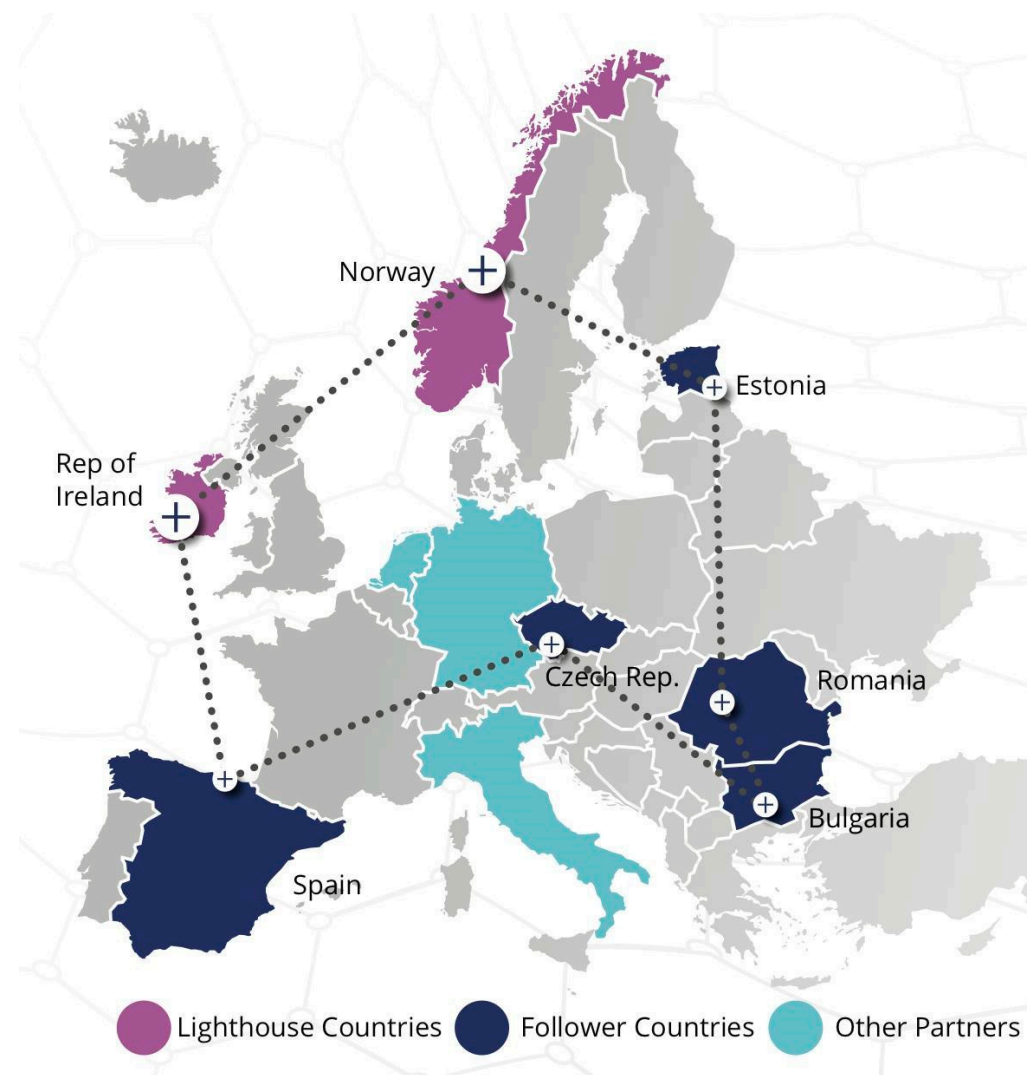 Norway
Estonia
Rep of
Ireland
Czech Rep.
Romania
Bulgaria
Spain
Lighthouse Countries
Follower Countries
Other Partners